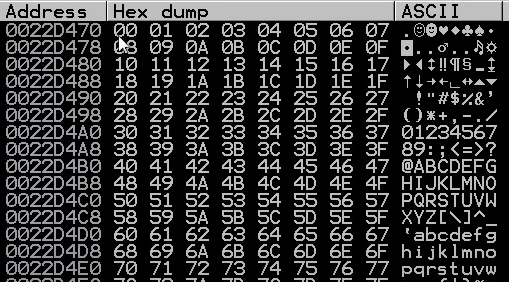 Address Hex dump ASCII
0022D470 00 01 02 03 04 05 06 07 .☺☻♥♦♣♠.
0022D478 08 09 0A 0B 0C 0D 0E 0F ◘..♂..♪☼
0022D480 10 11 12 13 14 15 16 17 ►◄↕‼¶§▬↨
0022D488 18 19 1A 1B 1C 1D 1E 1F ↑↓→←∟↔▲▼
0022D490 20 21 22 23 24 25 26 27  !"#$%&'
0022D498 28 29 2A 2B 2C 2D 2E 2F ()*+,-./
0022D4A0 30 31 32 33 34 35 36 37 01234567
0022D4A8 38 39 3A 3B 3C 3D 3E 3F 89:;<=>?
0022D4B0 40 41 42 43 44 45 46 47 @ABCDEFG
0022D4B8 48 49 4A 4B 4C 4D 4E 4F HIJKLMNO
0022D4C0 50 51 52 53 54 55 56 57 PQRSTUVW
0022D4C8 58 59 5A 5B 5C 5D 5E 5F XYZ[\]^_
0022D4D0 60 61 62 63 64 65 66 67 `abcdefg
0022D4D8 68 69 6A 6B 6C 6D 6E 6F hijklmno
0022D4E0 70 71 72 73 74 75 76 77 pqrstuvw